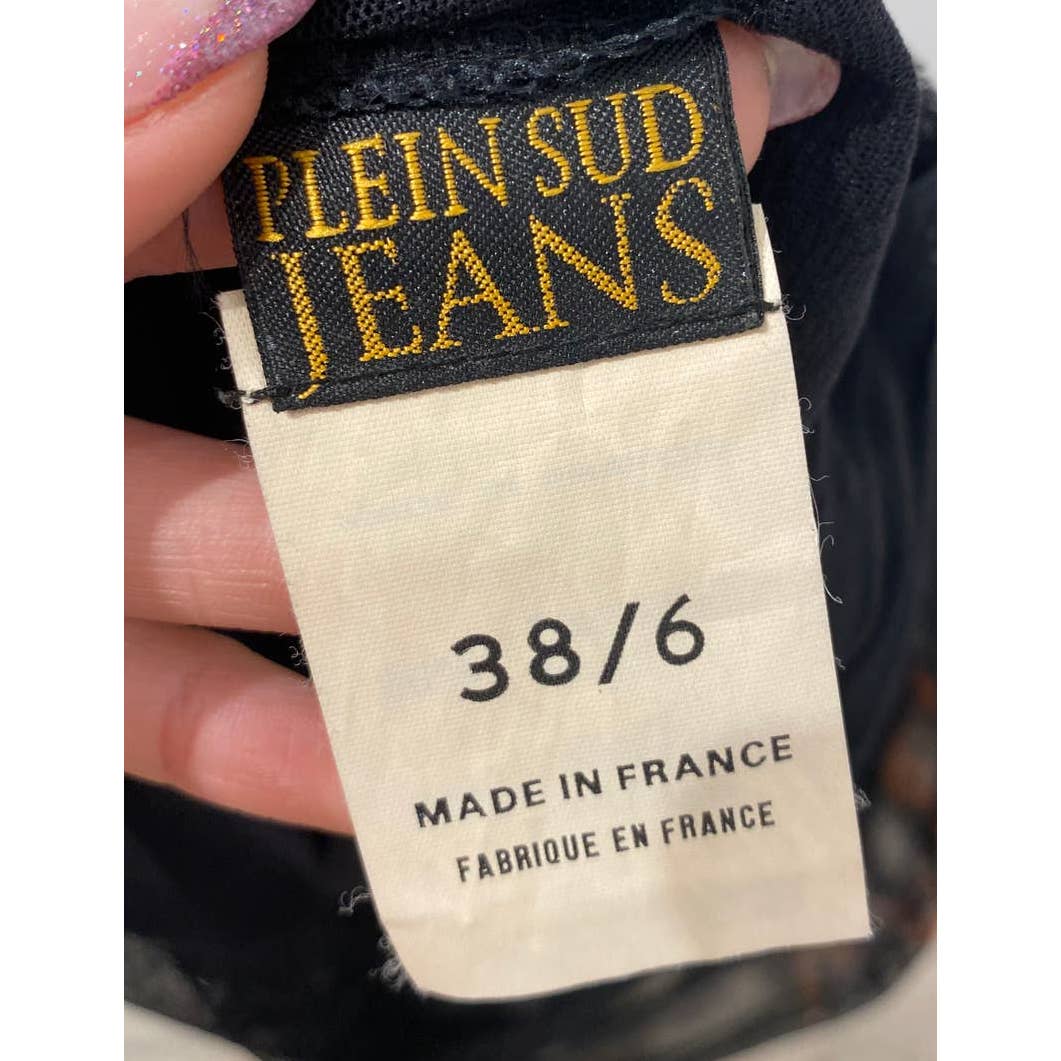 PLEIN SUD
JEANS
38/6
MADE IN FRANCE
FABRIQUE EN FRANCE